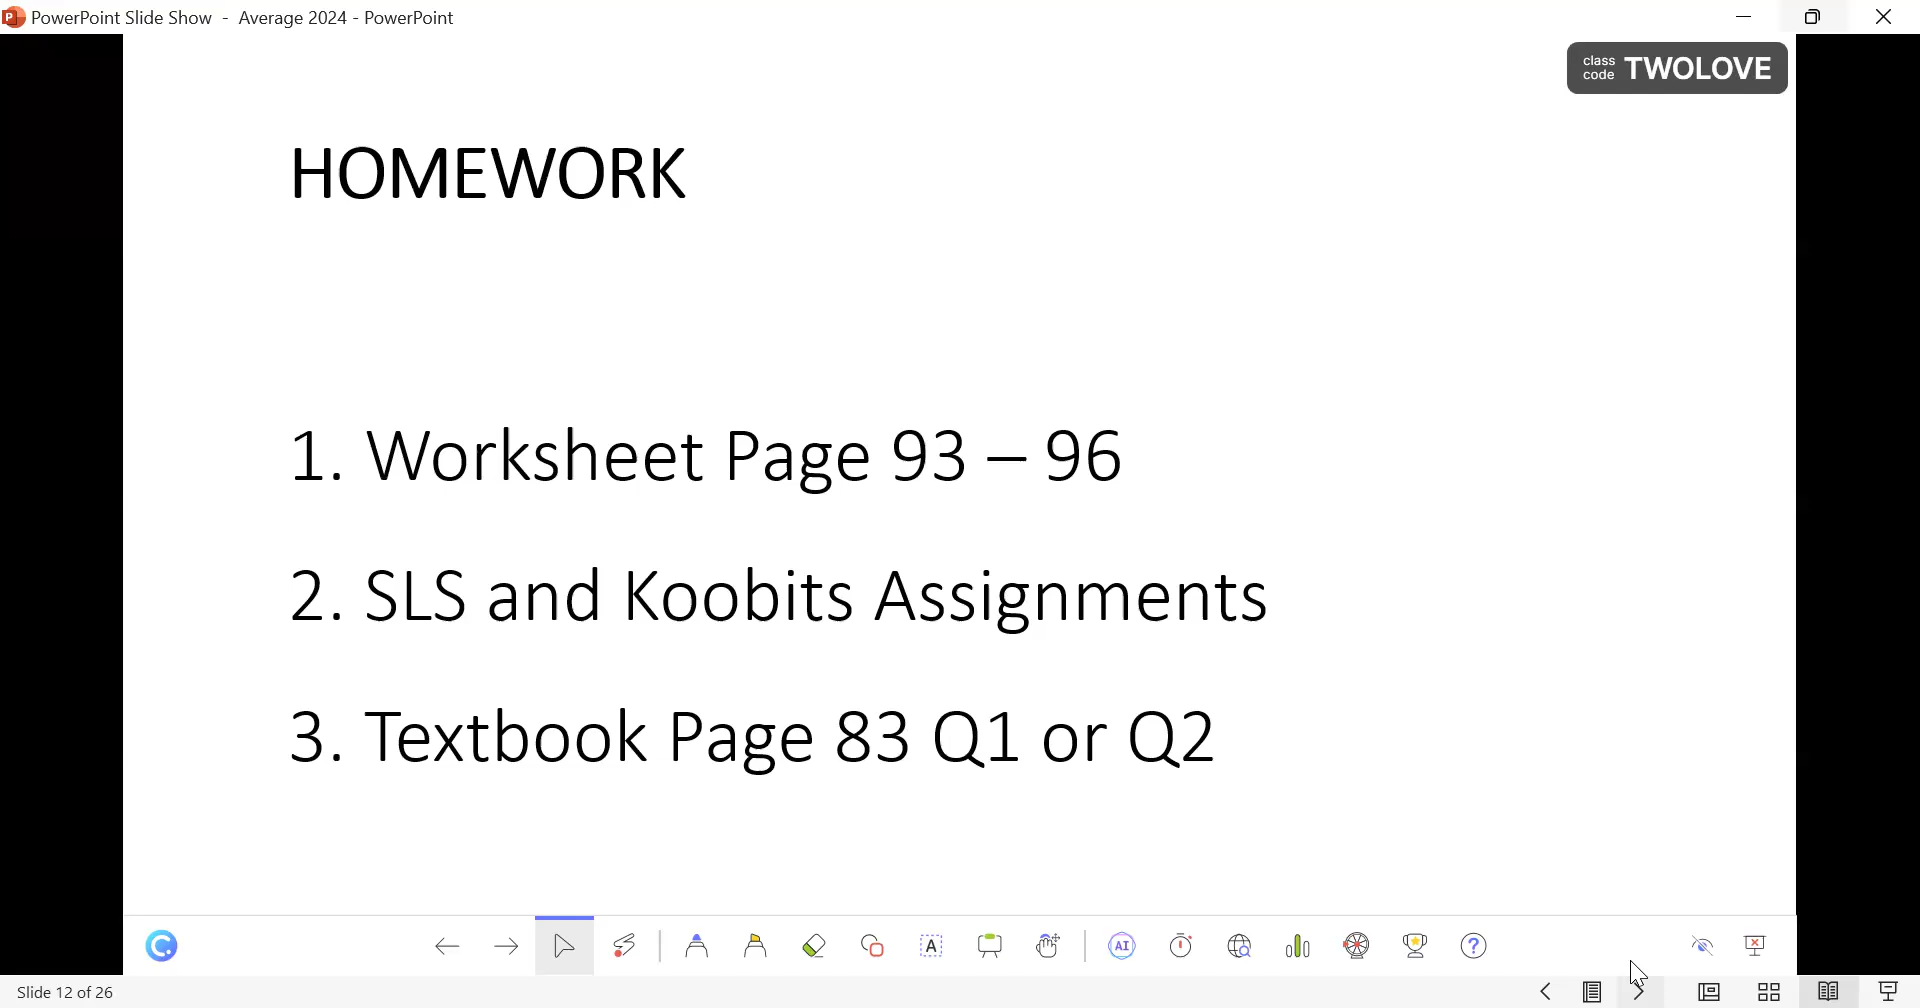 PowerPoint Slide Show - Average 2024 - PowerPoint
class code TWOLOVE
HOMEWORK
1. Worksheet Page 93 – 96
2. SLS and Koobits Assignments
3. Textbook Page 83 Q1 or Q2
A
AI
?
Slide 12 of 26